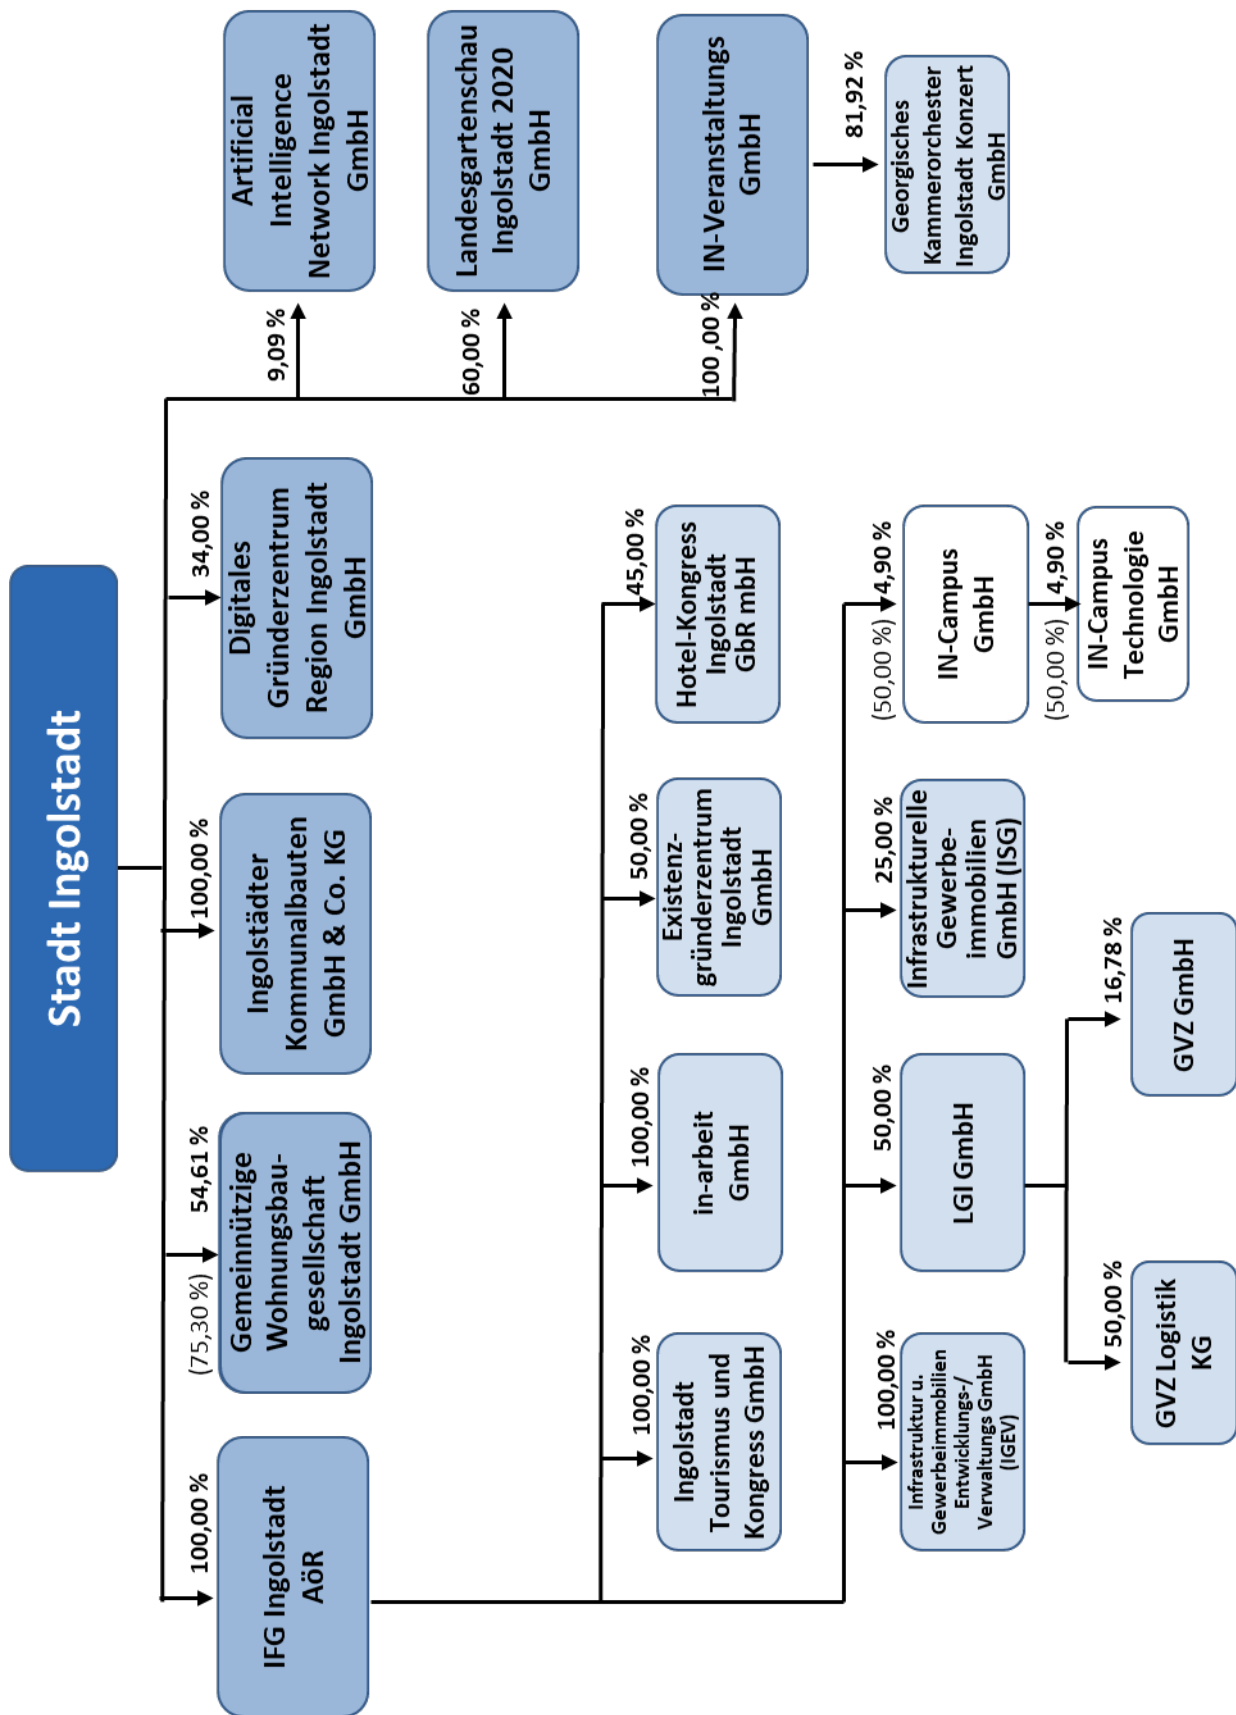 Stadt Ingolstadt
100,00 %
IFG Ingolstadt
AöR
(75,30 %)
54,61 %
Gemeinnützige
Wohnungsbau-
gesellschaft
Ingolstadt GmbH
100,00 %
Ingolstädter
Kommunalbauten
GmbH & Co. KG
34,00 %
Digitales
Gründerzentrum
Region Ingolstadt
GmbH
9,09 %
Artificial
Intelligence
Network Ingolstadt
GmbH
60,00 %
Landesgartenschau
Ingolstadt 2020
GmbH
100 ,00 %
IN-Veranstaltungs
GmbH
81,92 %
Georgisches
Kammerorchester
Ingolstadt Konzert
GmbH
100,00 %
Ingolstadt
Tourismus und
Kongress GmbH
100,00 %
in-arbeit
GmbH
50,00 %
Existenz-
gründerzentrum
Ingolstadt
GmbH
45,00 %
Hotel-Kongress
Ingolstadt
GbR mbH
100,00 %
Infrastruktur u.
Gewerbeimmobilien
Entwicklungs-/
Verwaltungs GmbH
(IGEV)
50,00 %
LGI GmbH
25,00 %
Infrastrukturelle
Gewerbe-
immobilien
GmbH (ISG)
(50,00 %)
4,90 %
IN-Campus
GmbH
(50,00 %)
4,90 %
IN-Campus
Technologie
GmbH
50,00 %
GVZ Logistik
KG
16,78 %
GVZ GmbH